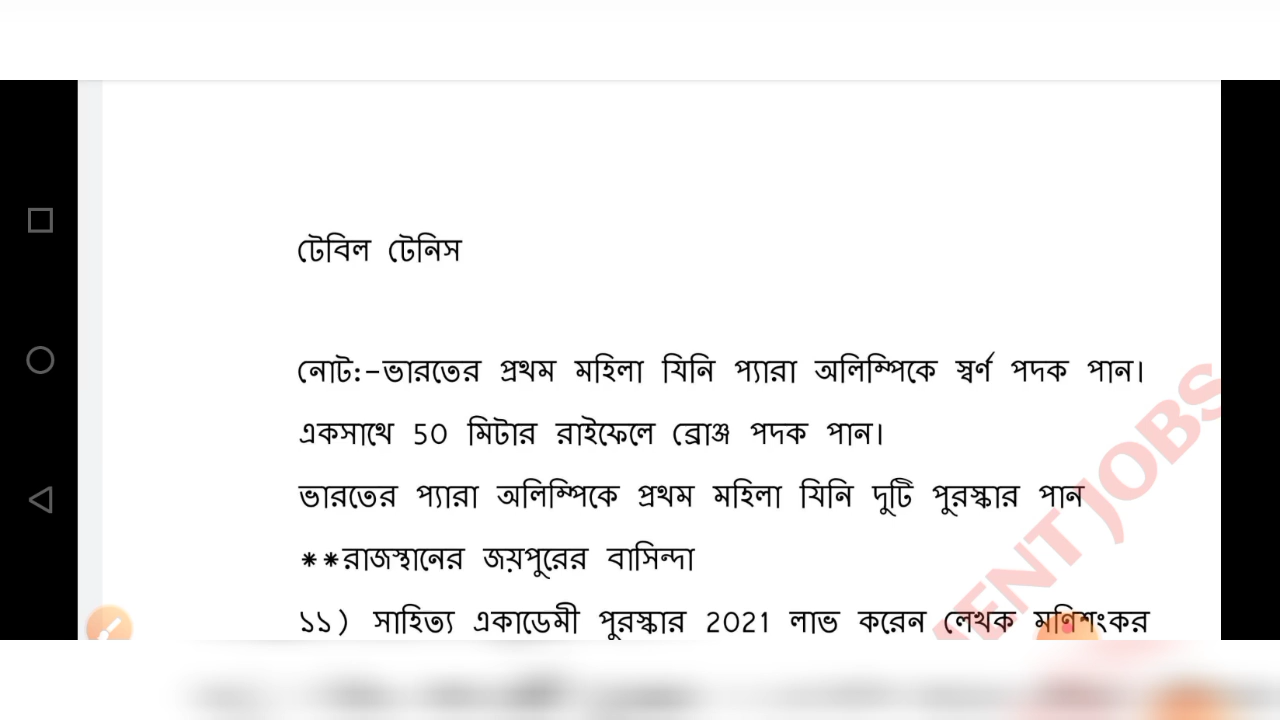 টেবিল টেনিস
নোট:-ভারতের প্রথম মহিলা যিনি প্যারা অলিম্পিকে স্বর্ণ পদক পান।
একসাথে 50 মিটার রাইফেলে ব্রোঞ্জ পদক পান।
ভারতের প্যারা অলিম্পিকে প্রথম মহিলা যিনি দুটি পুরস্কার পান
**রাজস্থানের জয়পুরের বাসিন্দা
১১) সাহিত্য একাডেমী পুরস্কার 2021 লাভ করেন লেখক মণিশংকর
JOBS